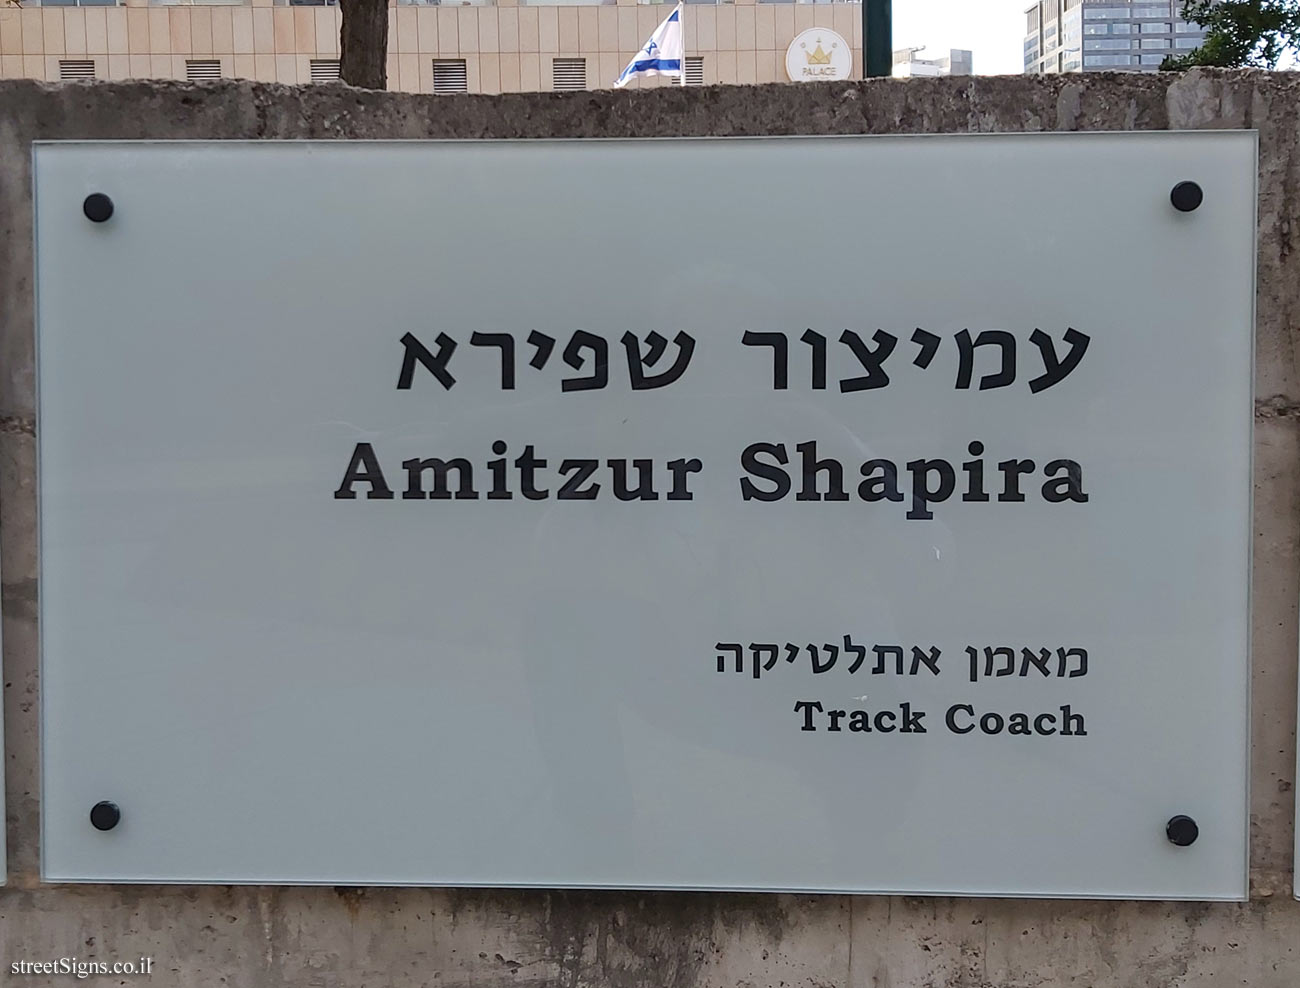 PALACE
עמיצור שפירא
Amitzur Shapira
מאמן אתלטיקה
Track Coach
streetSigns.co.il